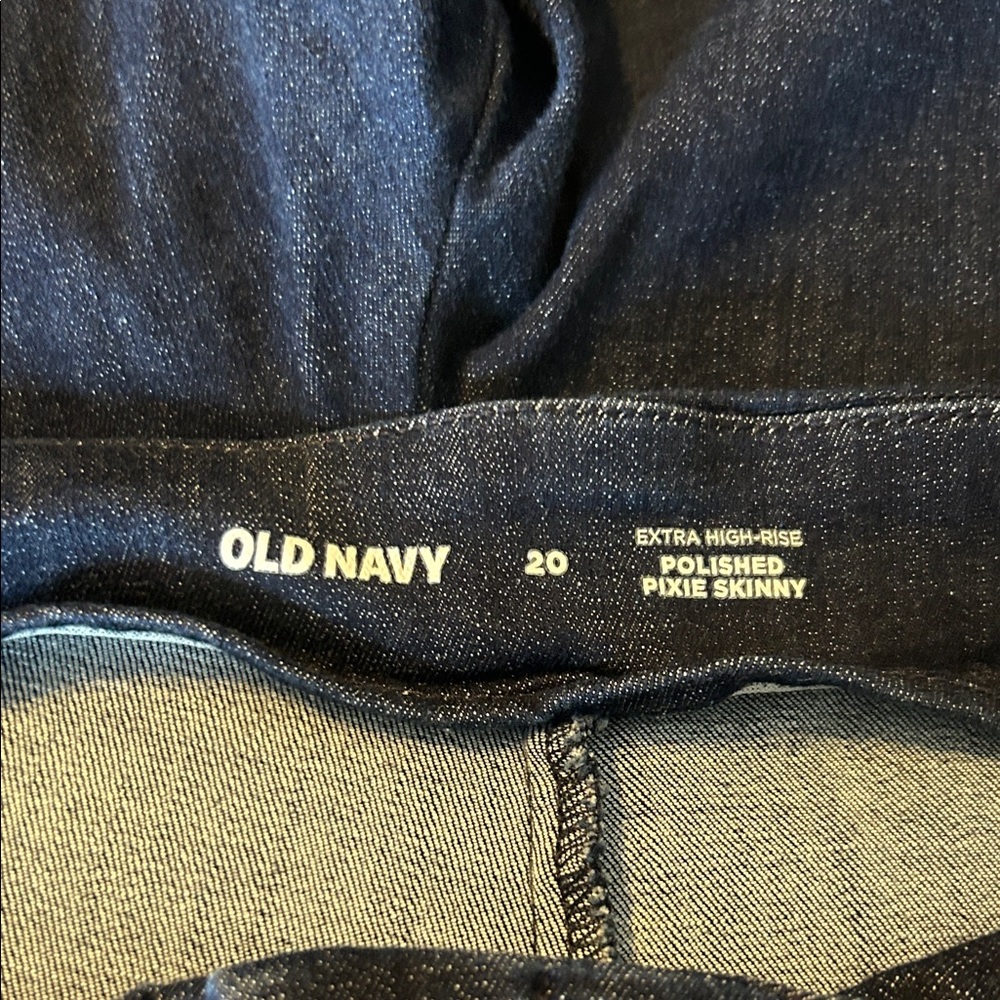 OLD NAVY
20
EXTRA HIGH-RISE
POLISHED
PIXIE SKINNY